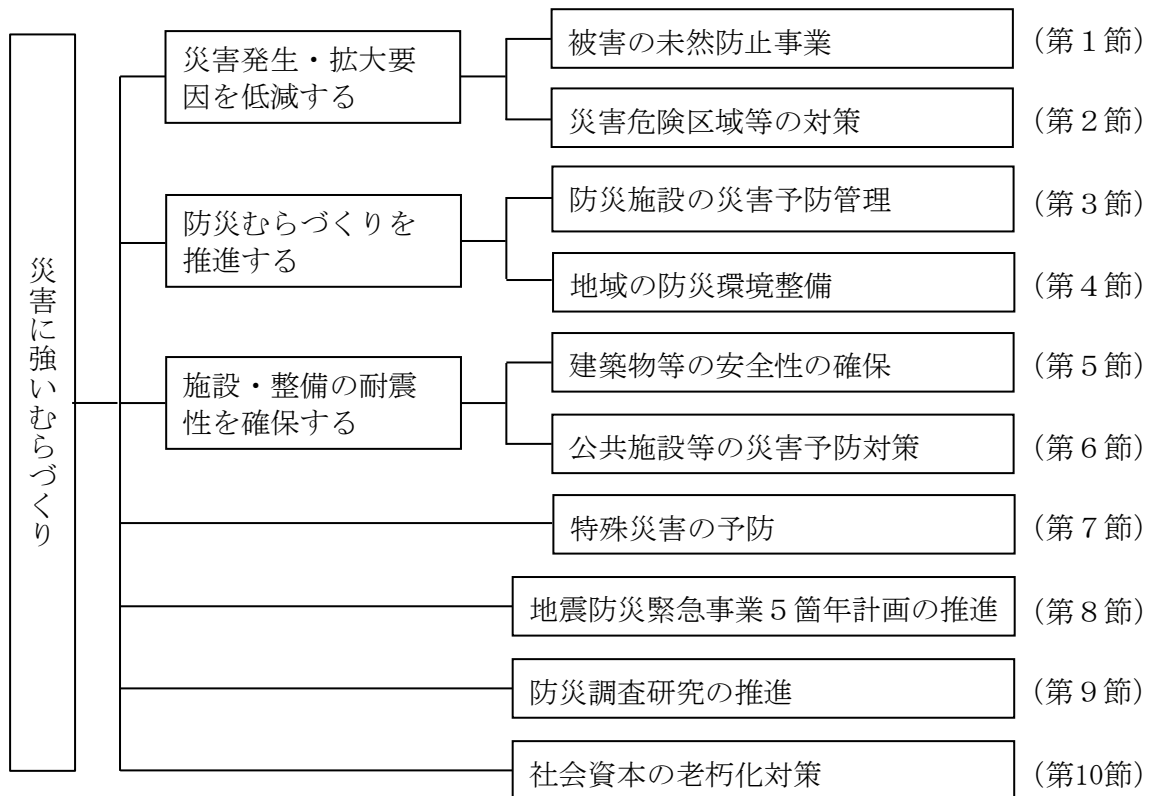 災害に強いむらづくり
災害発生・拡大要
因を低減する
被害の未然防止事業
(第1節)
災害危険区域等の対策
(第2節)
防災むらづくりを
推進する
防災施設の災害予防管理
(第3節)
地域の防災環境整備
(第4節)
施設・整備の耐震
性を確保する
建築物等の安全性の確保
(第5節)
公共施設等の災害予防対策
(第6節)
特殊災害の予防
(第7節)
地震防災緊急事業5箇年計画の推進
(第8節)
防災調査研究の推進
(第9節)
社会資本の老朽化対策
(第10節)